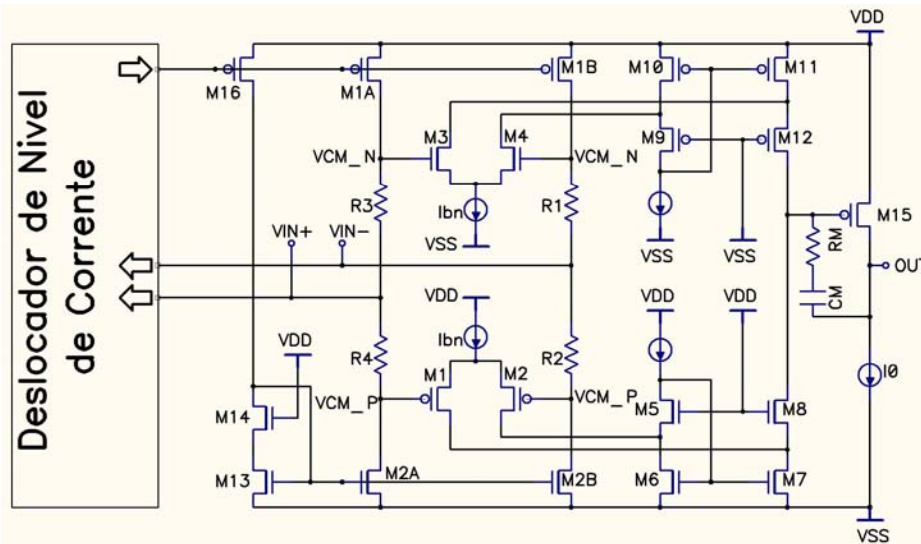 Deslocador de Nivel
de Corrente
VDD
M16
M1A
M1B
M10
M11
M3
M4
M9
M12
VCM_N
VCM_N
R3
Ibn
R1
M15
VIN+
VIN-
VSS
VSS
VSS
RM
OUT
CM
VDD
VDD
VDD
VDD
Ibn
R4
R2
I0
M14
VCM_P
M1
M2
VCM_P
M5
M8
M13
M2A
M2B
M6
M7
VSS